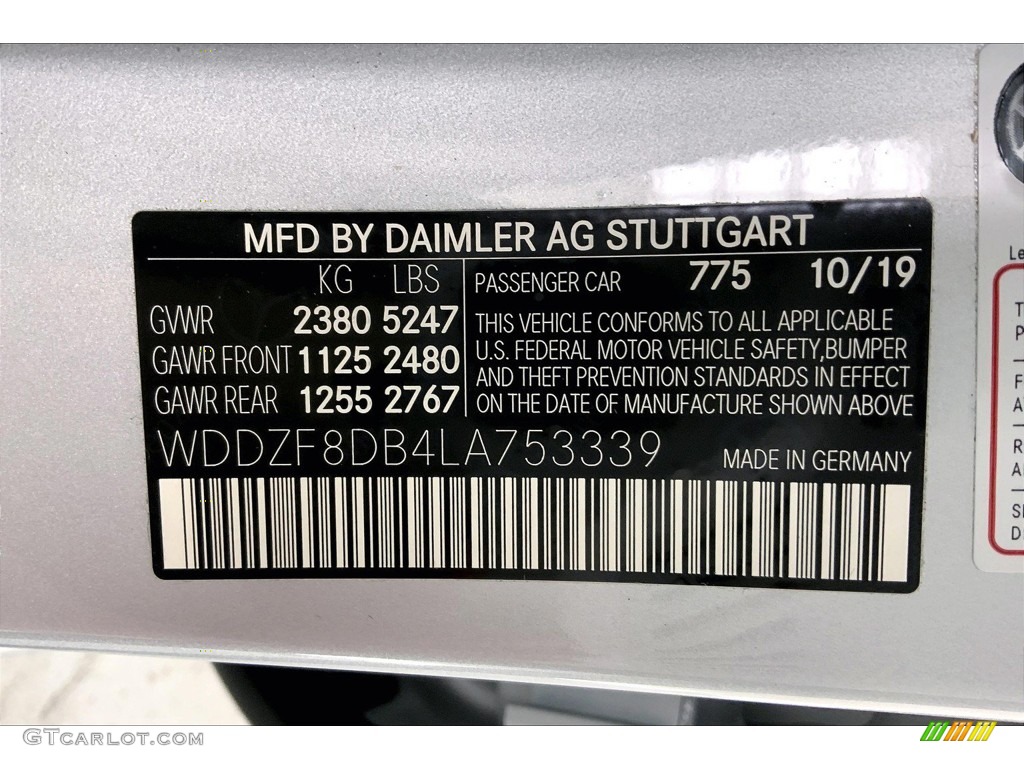 MFD BY DAIMLER AG STUTTGART
KG LBS
GVWR 2380 5247
GAWR FRONT 1125 2480
GAWR REAR 1255 2767
PASSENGER CAR 775 10/19
THIS VEHICLE CONFORMS TO ALL APPLICABLE
U.S. FEDERAL MOTOR VEHICLE SAFETY,BUMPER
AND THEFT PREVENTION STANDARDS IN EFFECT
ON THE DATE OF MANUFACTURE SHOWN ABOVE
WDDZF8DB4LA753339 MADE IN GERMANY
GTCARLOT.COM